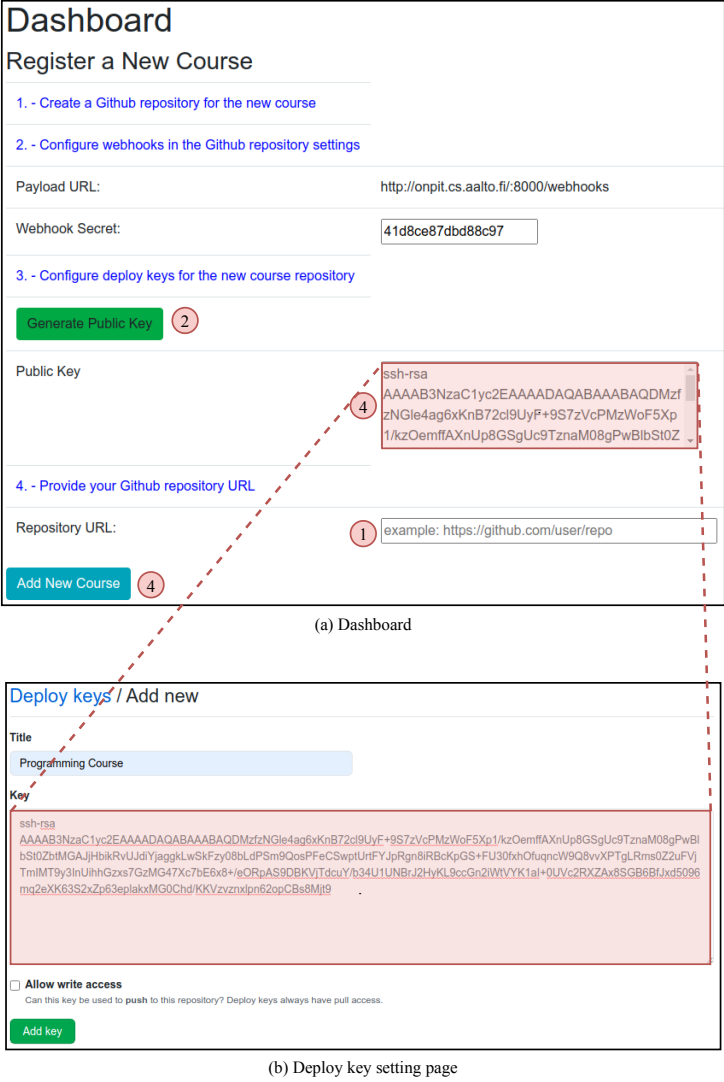 Dashboard
Register a New Course
1. - Create a Github repository for the new course
2. - Configure webhooks in the Github repository settings
Payload URL: http://onpit.cs.aalto.fi/:8000/webhooks
Webhook Secret: 41d8ce87dbd88c97
3. - Configure deploy keys for the new course repository
Generate Public Key 2
Public Key
ssh-rsa
AAAAB3NzaC1yc2EAAAADAQABAAABAQDMzf
4 zNGle4ag6xKnB72cl9UyF+9S7zVcPMzWoF5Xp
1/kzOemffAXnUp8GSgUc9TznaM08gPwBlbSt0Z
4. - Provide your Github repository URL
Repository URL: 1 example: https://github.com/user/repo
Add New Course 4
(a) Dashboard
Deploy keys / Add new
Title
Programming Course
Key
ssh-rsa
AAAAB3NzaC1yc2EAAAADAQABAAABAQDMzfzNGle4ag6xKnB72cl9UyF+9S7zVcPMzWoF5Xp1/kzOemffAXnUp8GSgUc9TznaM08gPwBl
bSt0ZbtMGAJjHbikRvUJdiYjaggkLwSkFzy08bLdPSm9QosPFeCSwptUrtFYJpRgn8iRBcKpGS+FU30fxhOfuqncW9Q8vvXPTgLRms0Z2uFVj
TmIMT9y3InUihhGzxs7GzMG47Xc7bE6x8+/eORpAS9DBKVjTdcuY/b34U1UNBrJ2HyKL9ccGn2iWtVYK1aI+0UVc2RXZAx8SGB6BfJxd5096
mq2eXK63S2xZp63eplakxMG0Chd/KKVzvznxlpn62opCBs8Mjt9
Allow write access
Can this key be used to push to this repository? Deploy keys always have pull access.
Add key
(b) Deploy key setting page